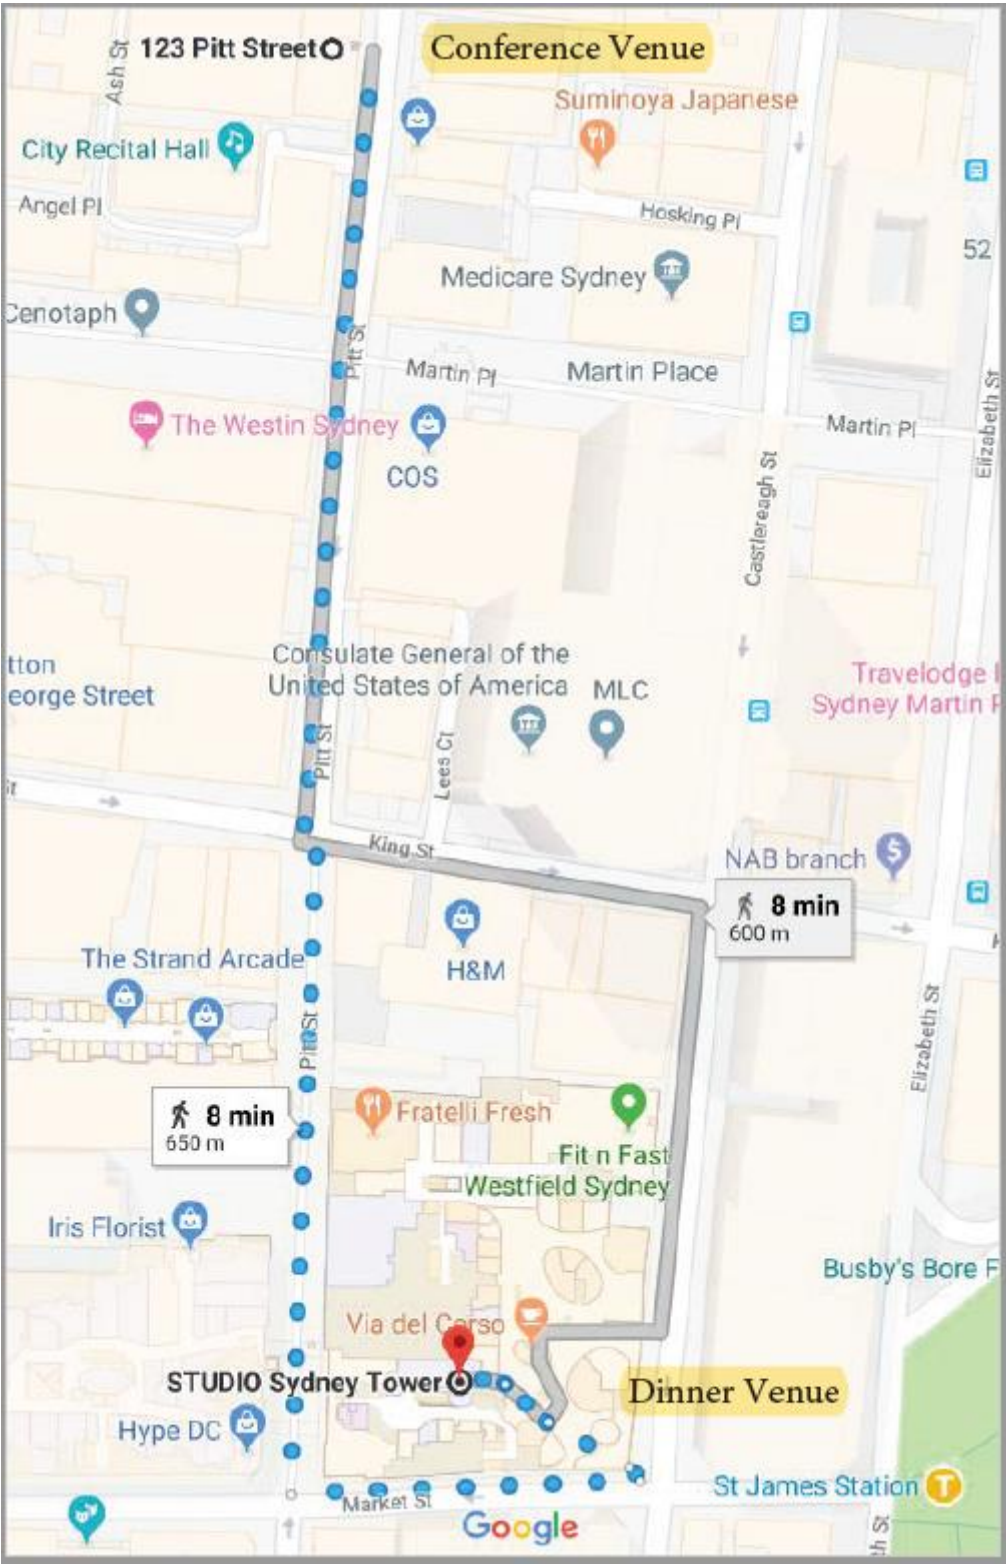 123 Pitt Street
Conference Venue
Ash St
Suminoya Japanese
City Recital Hall
Angel Pl
Hosking Pl
52
Medicare Sydney
Cenotaph
Pitt St
Martin Pl
Martin Place
Elizabeth St
The Westin Sydney
Martin Pl
COS
Castlereagh St
Consulate General of the
United States of America
MLC
tton
eorge Street
Travelodge
Sydney Martin P
Pitt St
Lees Ct
King St
NAB branch
8 min
600 m
H&M
The Strand Arcade
Pitt St
Elizabeth St
8 min
650 m
Fratelli Fresh
Fit n Fast
Westfield Sydney
Iris Florist
Busby's Bore F
Via del Corso
STUDIO Sydney Tower
Dinner Venue
Hype DC
St James Station
T
Market St
Google
th St